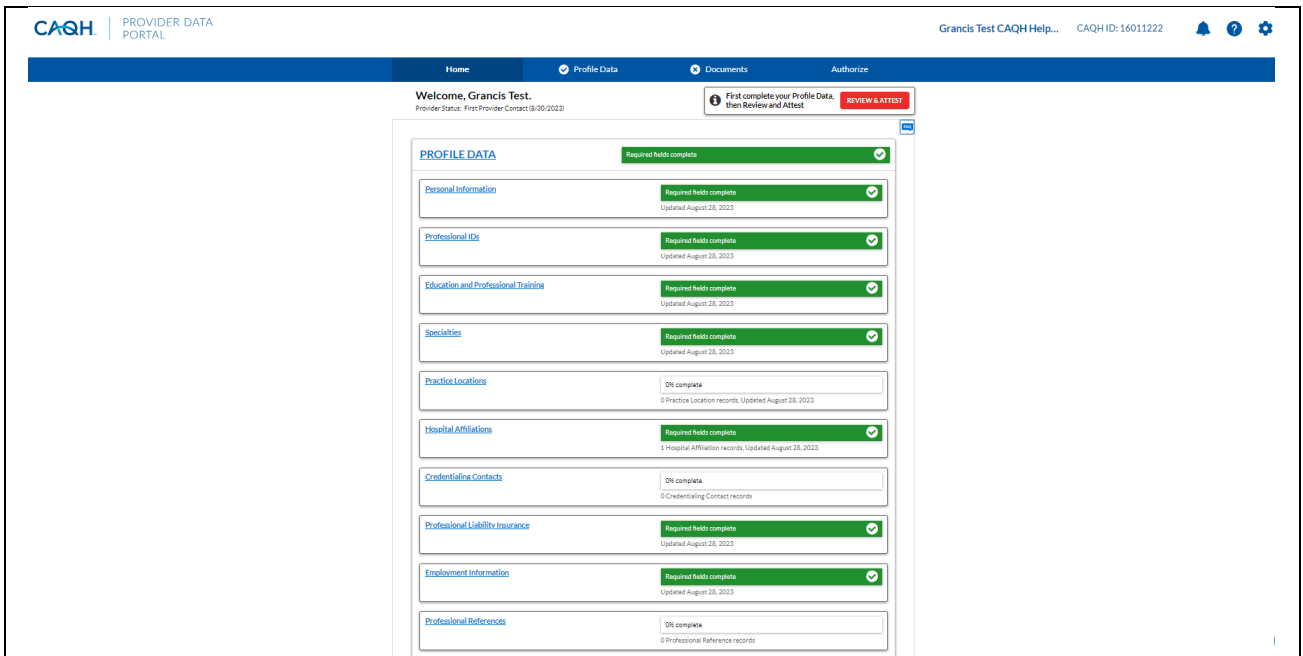 CAQH. PROVIDER DATA PORTAL
Grancis Test CAQH Help... CAQH ID: 16011222
Home Profile Data Documents Authorize
Welcome, Grancis Test.
Provider Status: First Provider Contact (8/30/2023)
First complete your Profile Data,
then Review and Attest
REVIEW & ATTEST
FAQ
PROFILE DATA Required fields complete
Personal Information Required fields complete
Updated August 28, 2023
Professional IDs Required fields complete
Updated August 28, 2023
Education and Professional Training Required fields complete
Updated August 28, 2023
Specialties Required fields complete
Updated August 28, 2023
Practice Locations 0% complete
0 Practice Location records, Updated August 28, 2023
Hospital Affiliations Required fields complete
1 Hospital Affiliation records, Updated August 28, 2023
Credentialing Contacts 0% complete
0 Credentialing Contact records
Professional Liability Insurance Required fields complete
Updated August 28, 2023
Employment Information Required fields complete
Updated August 28, 2023
Professional References 0% complete
0 Professional Reference records